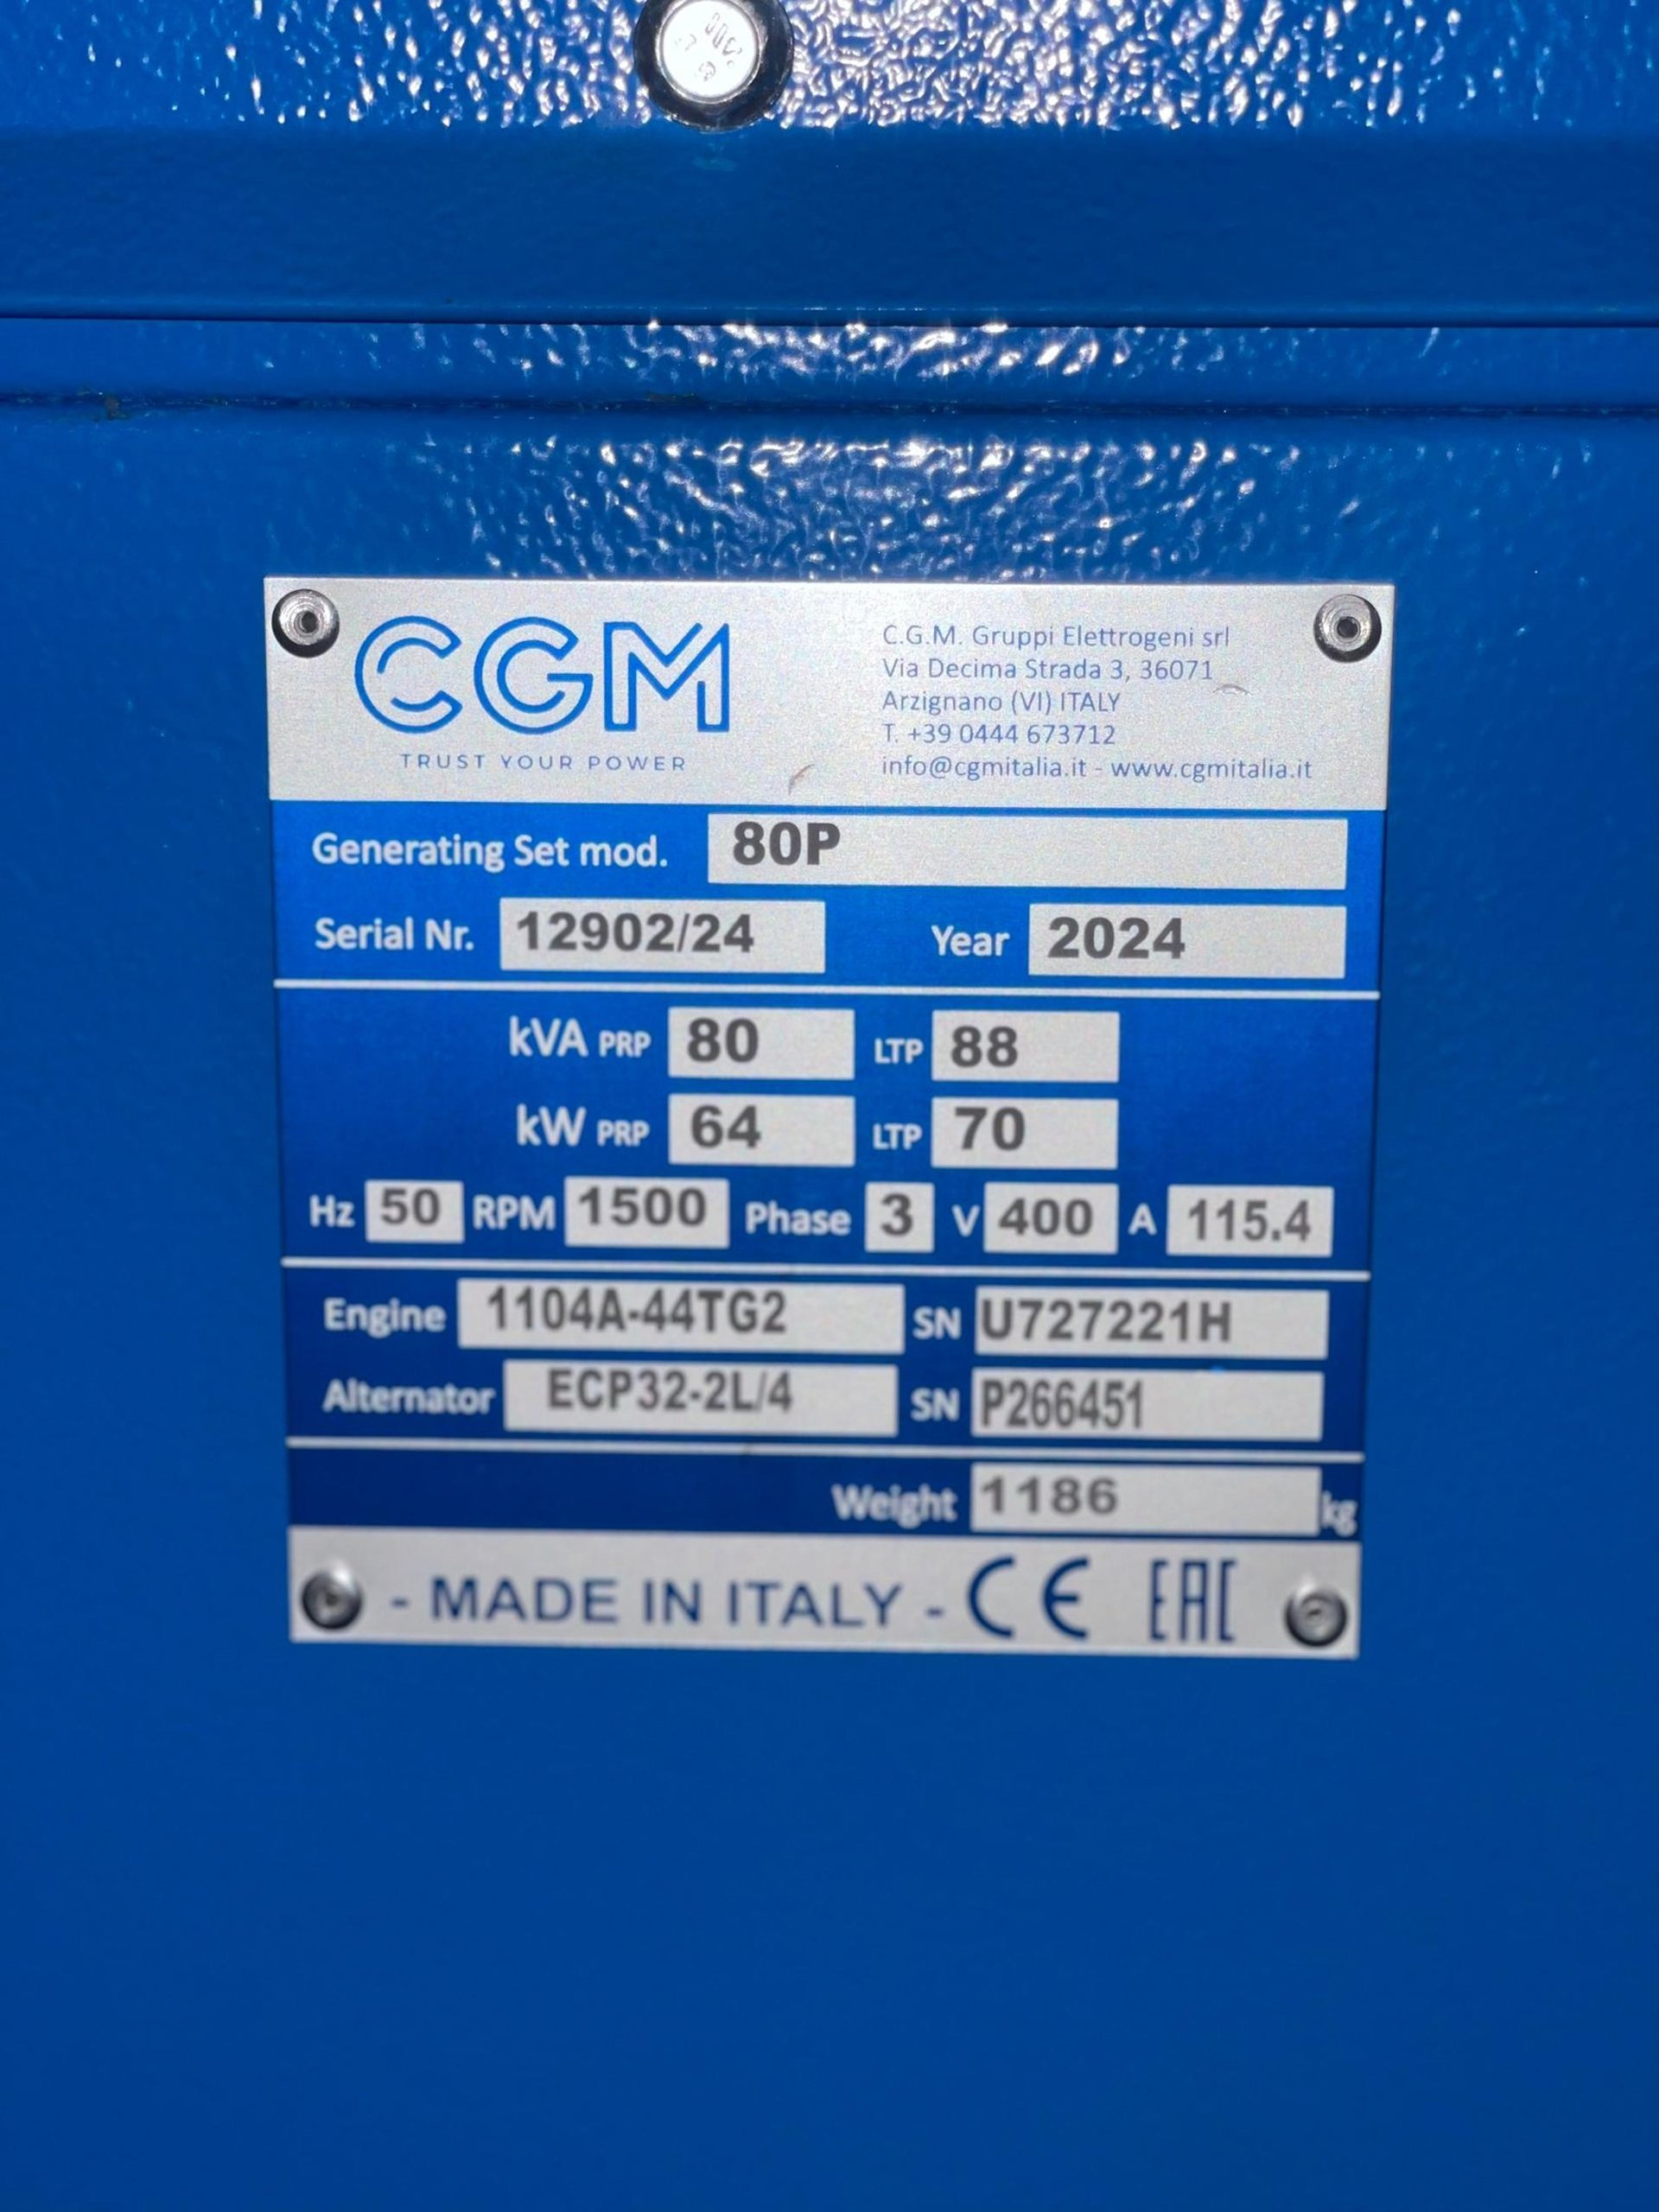 CGM
TRUST YOUR POWER
C.G.M. Gruppi Elettrogeni srl
Via Decima Strada 3, 36071
Arzignano (VI) ITALY
T. +39 0444 673712
info@cgmitalia.it - www.cgmitalia.it
Generating Set mod. 80P
Serial Nr. 12902/24 Year 2024
kVA PRP 80 LTP 88
kW PRP 64 LTP 70
Hz 50 RPM 1500 Phase 3 V 400 A 115.4
Engine 1104A-44TG2 SN U727221H
Alternator ECP32-2L/4 SN P266451
Weight 1186 kg
- MADE IN ITALY - CE EAC